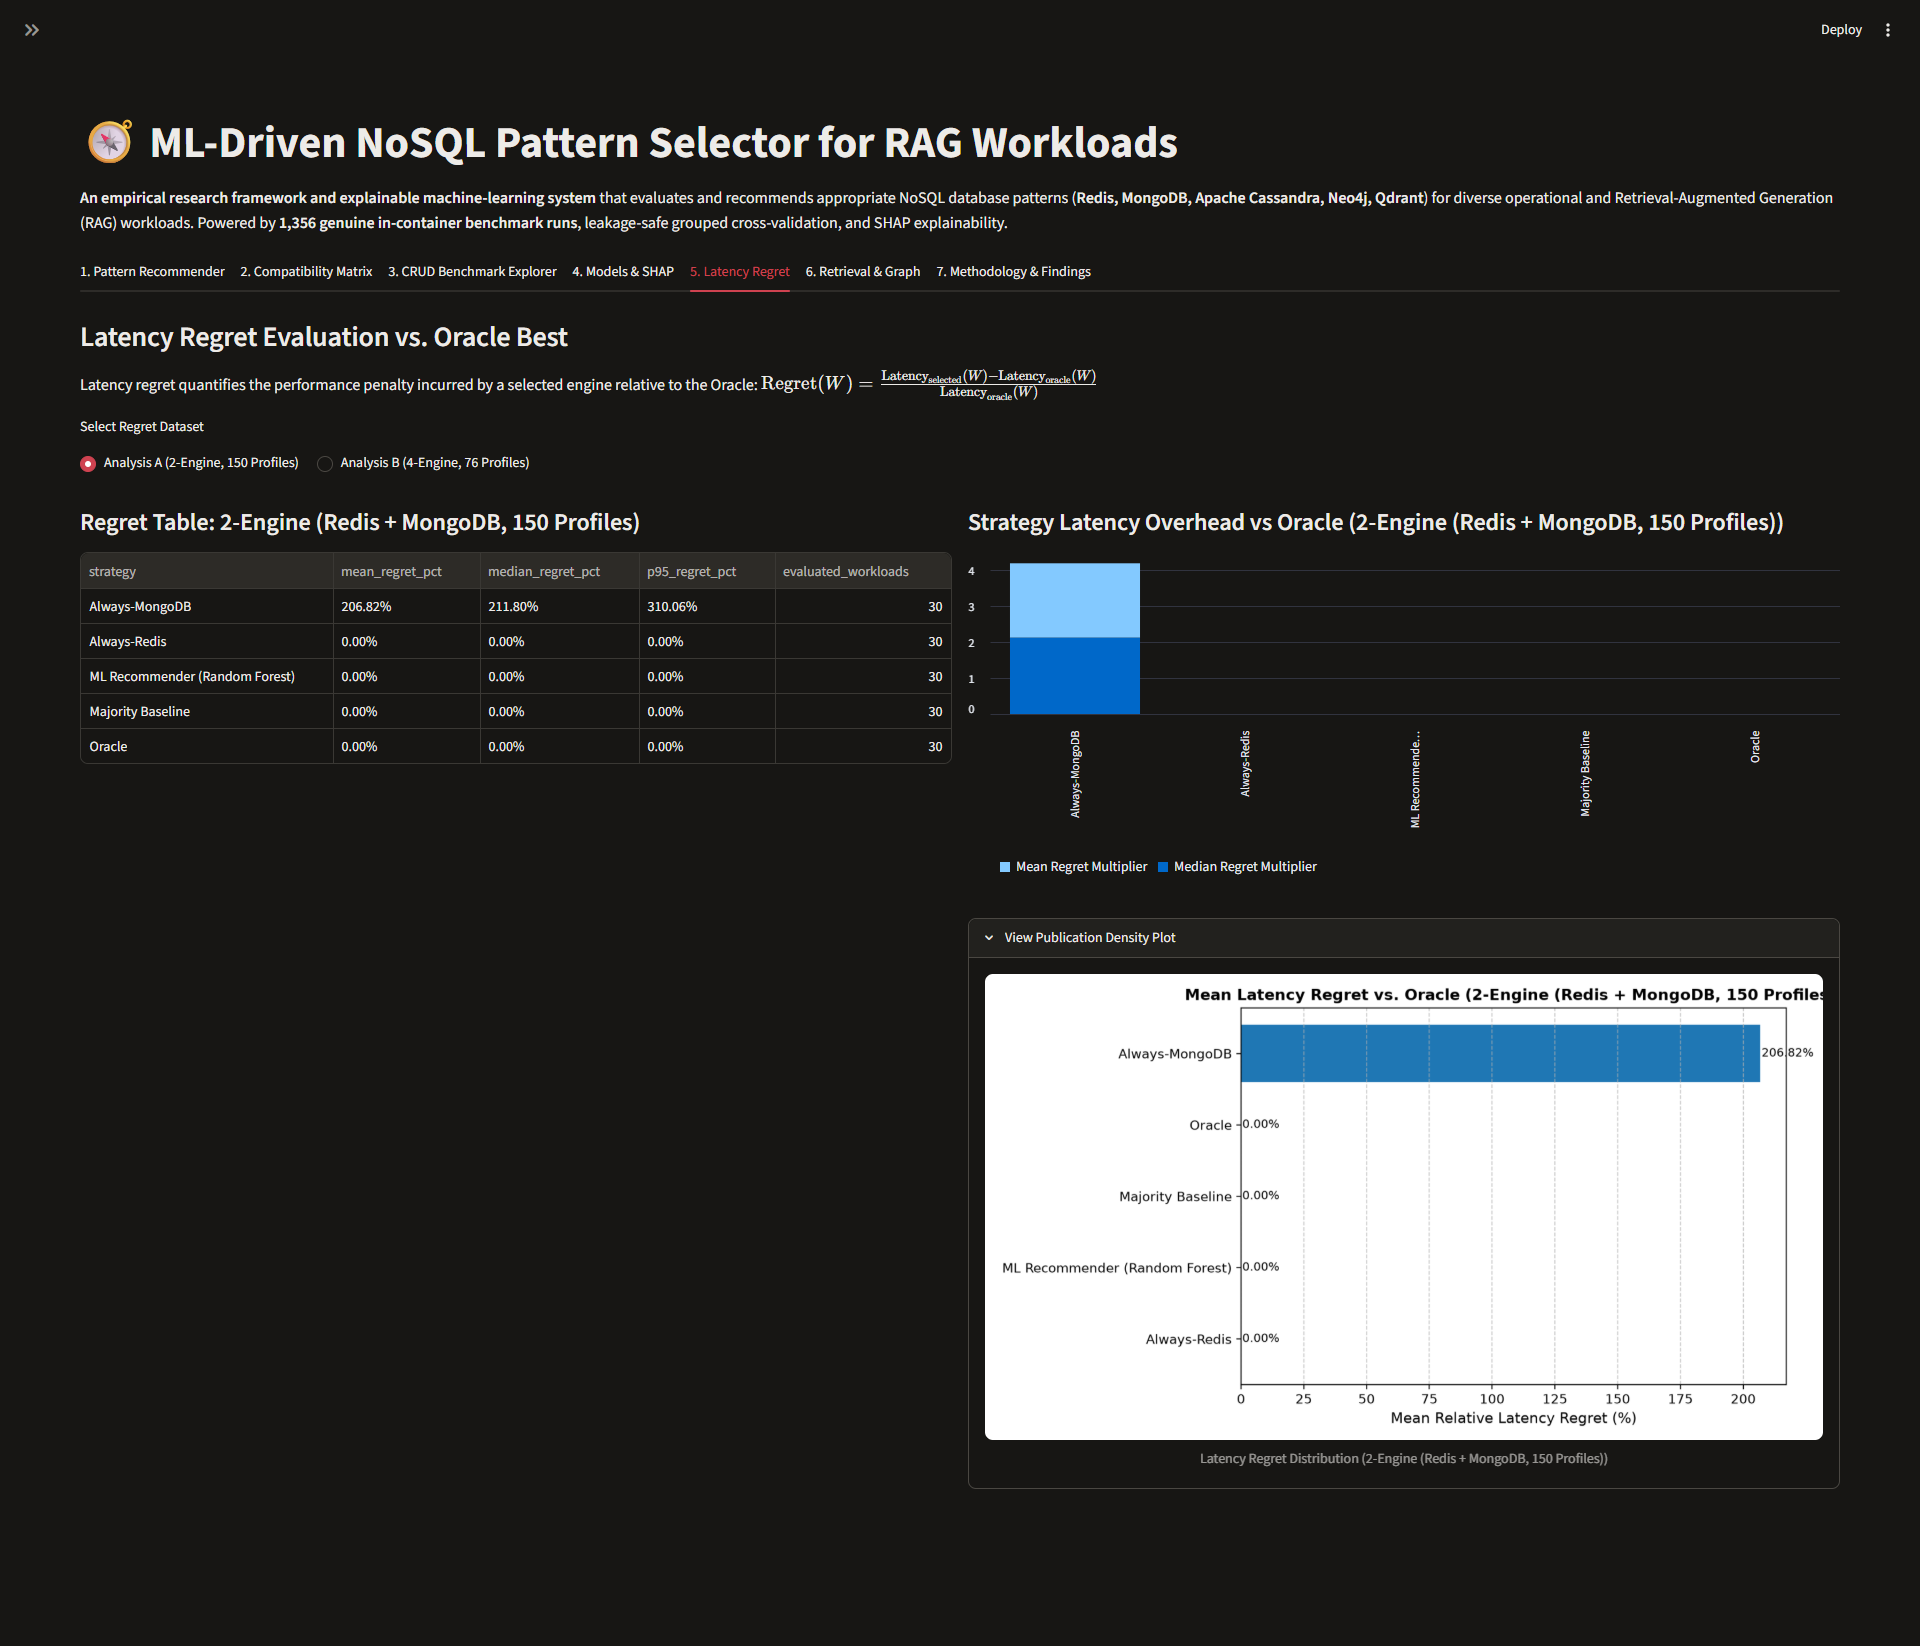 Deploy
ML-Driven NoSQL Pattern Selector for RAG Workloads
An empirical research framework and explainable machine-learning system that evaluates and recommends appropriate NoSQL database patterns (Redis, MongoDB, Apache Cassandra, Neo4j, Qdrant) for diverse operational and Retrieval-Augmented Generation
(RAG) workloads. Powered by 1,356 genuine in-container benchmark runs, leakage-safe grouped cross-validation, and SHAP explainability.
1. Pattern Recommender 2. Compatibility Matrix 3. CRUD Benchmark Explorer 4. Models & SHAP 5. Latency Regret 6. Retrieval & Graph 7. Methodology & Findings
Latency Regret Evaluation vs. Oracle Best
Latency regret quantifies the performance penalty incurred by a selected engine relative to the Oracle: Regret(W) = Latency_selected(W)−Latency_oracle(W) / Latency_oracle(W)
Select Regret Dataset
Analysis A (2-Engine, 150 Profiles) Analysis B (4-Engine, 76 Profiles)
Regret Table: 2-Engine (Redis + MongoDB, 150 Profiles)
strategy mean_regret_pct median_regret_pct p95_regret_pct evaluated_workloads
Always-MongoDB 206.82% 211.80% 310.06% 30
Always-Redis 0.00% 0.00% 0.00% 30
ML Recommender (Random Forest) 0.00% 0.00% 0.00% 30
Majority Baseline 0.00% 0.00% 0.00% 30
Oracle 0.00% 0.00% 0.00% 30
Strategy Latency Overhead vs Oracle (2-Engine (Redis + MongoDB, 150 Profiles))
4
3
2
1
0
Always-MongoDB Always-Redis ML Recommende... Majority Baseline Oracle
Mean Regret Multiplier Median Regret Multiplier
View Publication Density Plot
Mean Latency Regret vs. Oracle (2-Engine (Redis + MongoDB, 150 Profiles
Always-MongoDB 206.82%
Oracle 0.00%
Majority Baseline 0.00%
ML Recommender (Random Forest) 0.00%
Always-Redis 0.00%
0 25 50 75 100 125 150 175 200
Mean Relative Latency Regret (%)
Latency Regret Distribution (2-Engine (Redis + MongoDB, 150 Profiles))